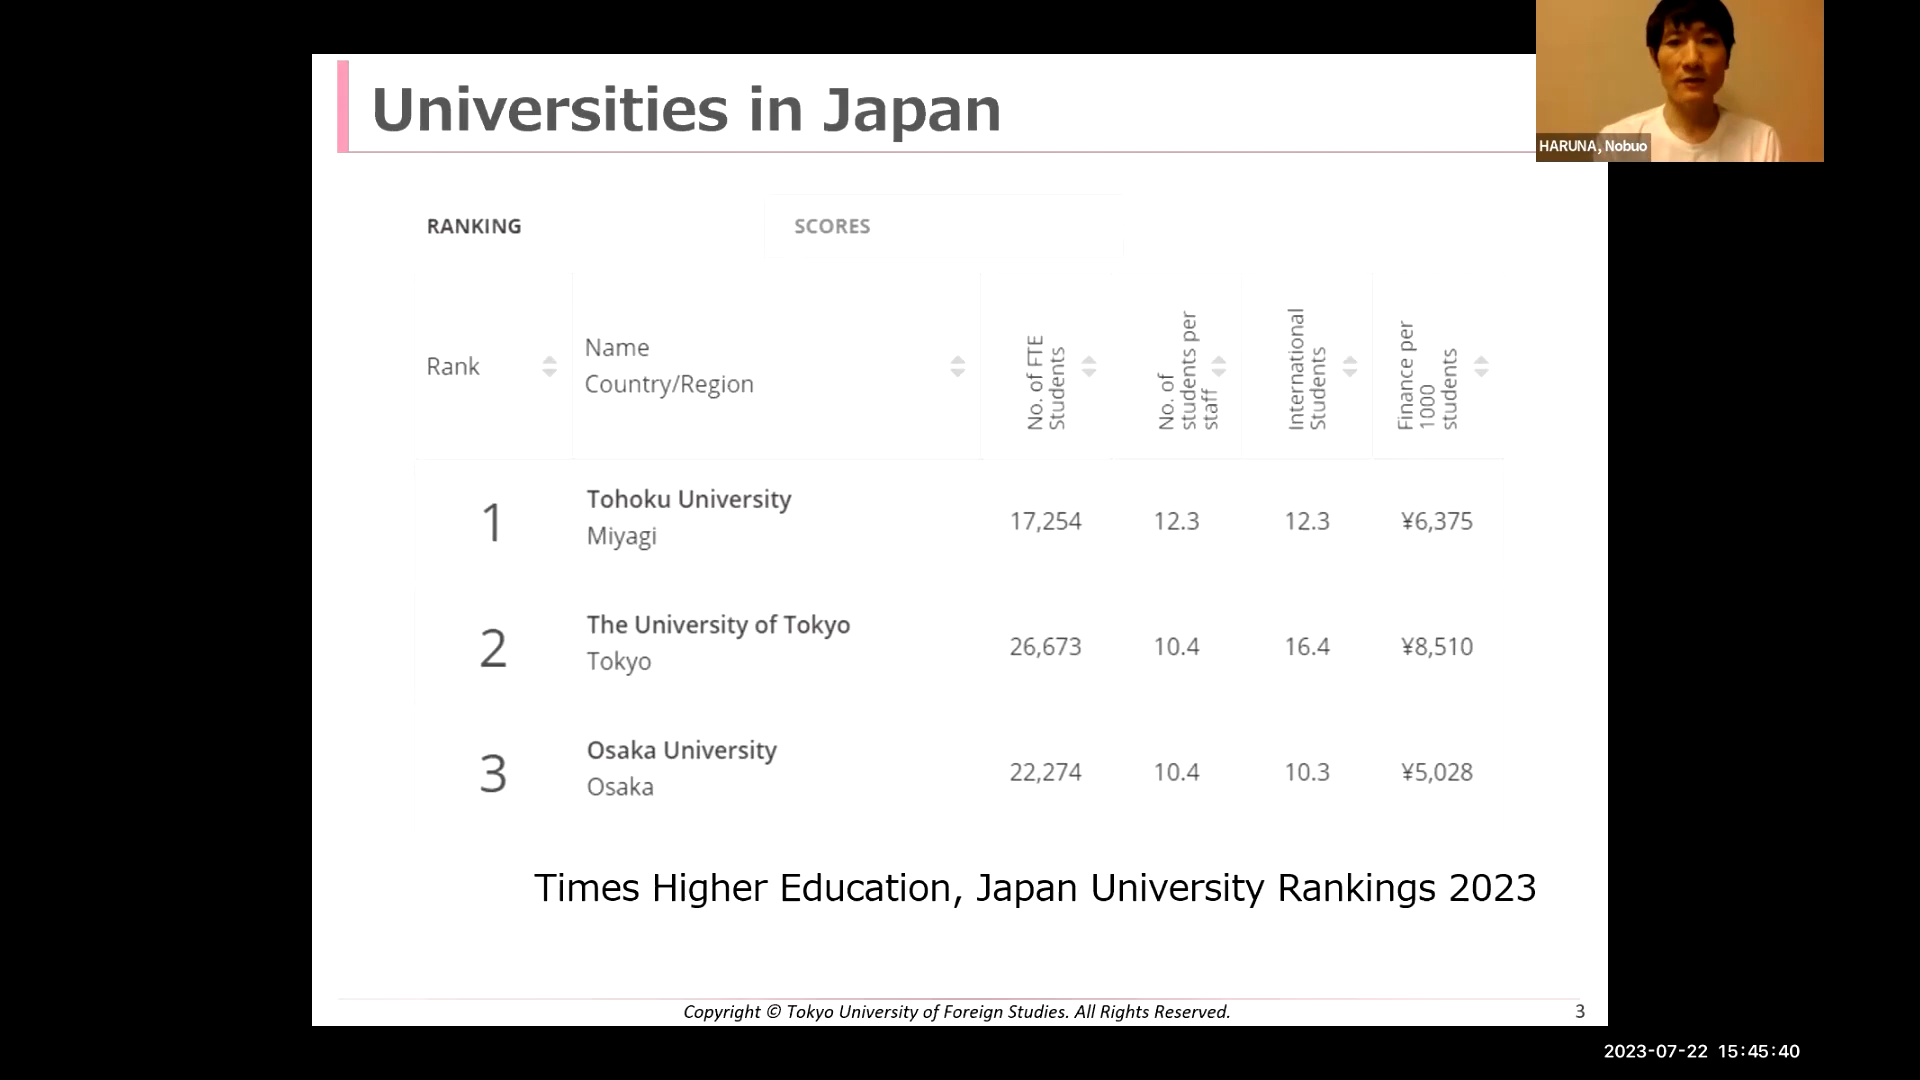 Universities in Japan
HARUNA, Nobuo
RANKING
SCORES
Rank
Name
Country/Region
No. of FTE
Students
No. of
students per
staff
International
Students
Finance per
1000
students
1
Tohoku University
Miyagi
17,254
12.3
12.3
¥6,375
2
The University of Tokyo
Tokyo
26,673
10.4
16.4
¥8,510
3
Osaka University
Osaka
22,274
10.4
10.3
¥5,028
Times Higher Education, Japan University Rankings 2023
Copyright © Tokyo University of Foreign Studies. All Rights Reserved.
3
2023-07-22 15:45:40